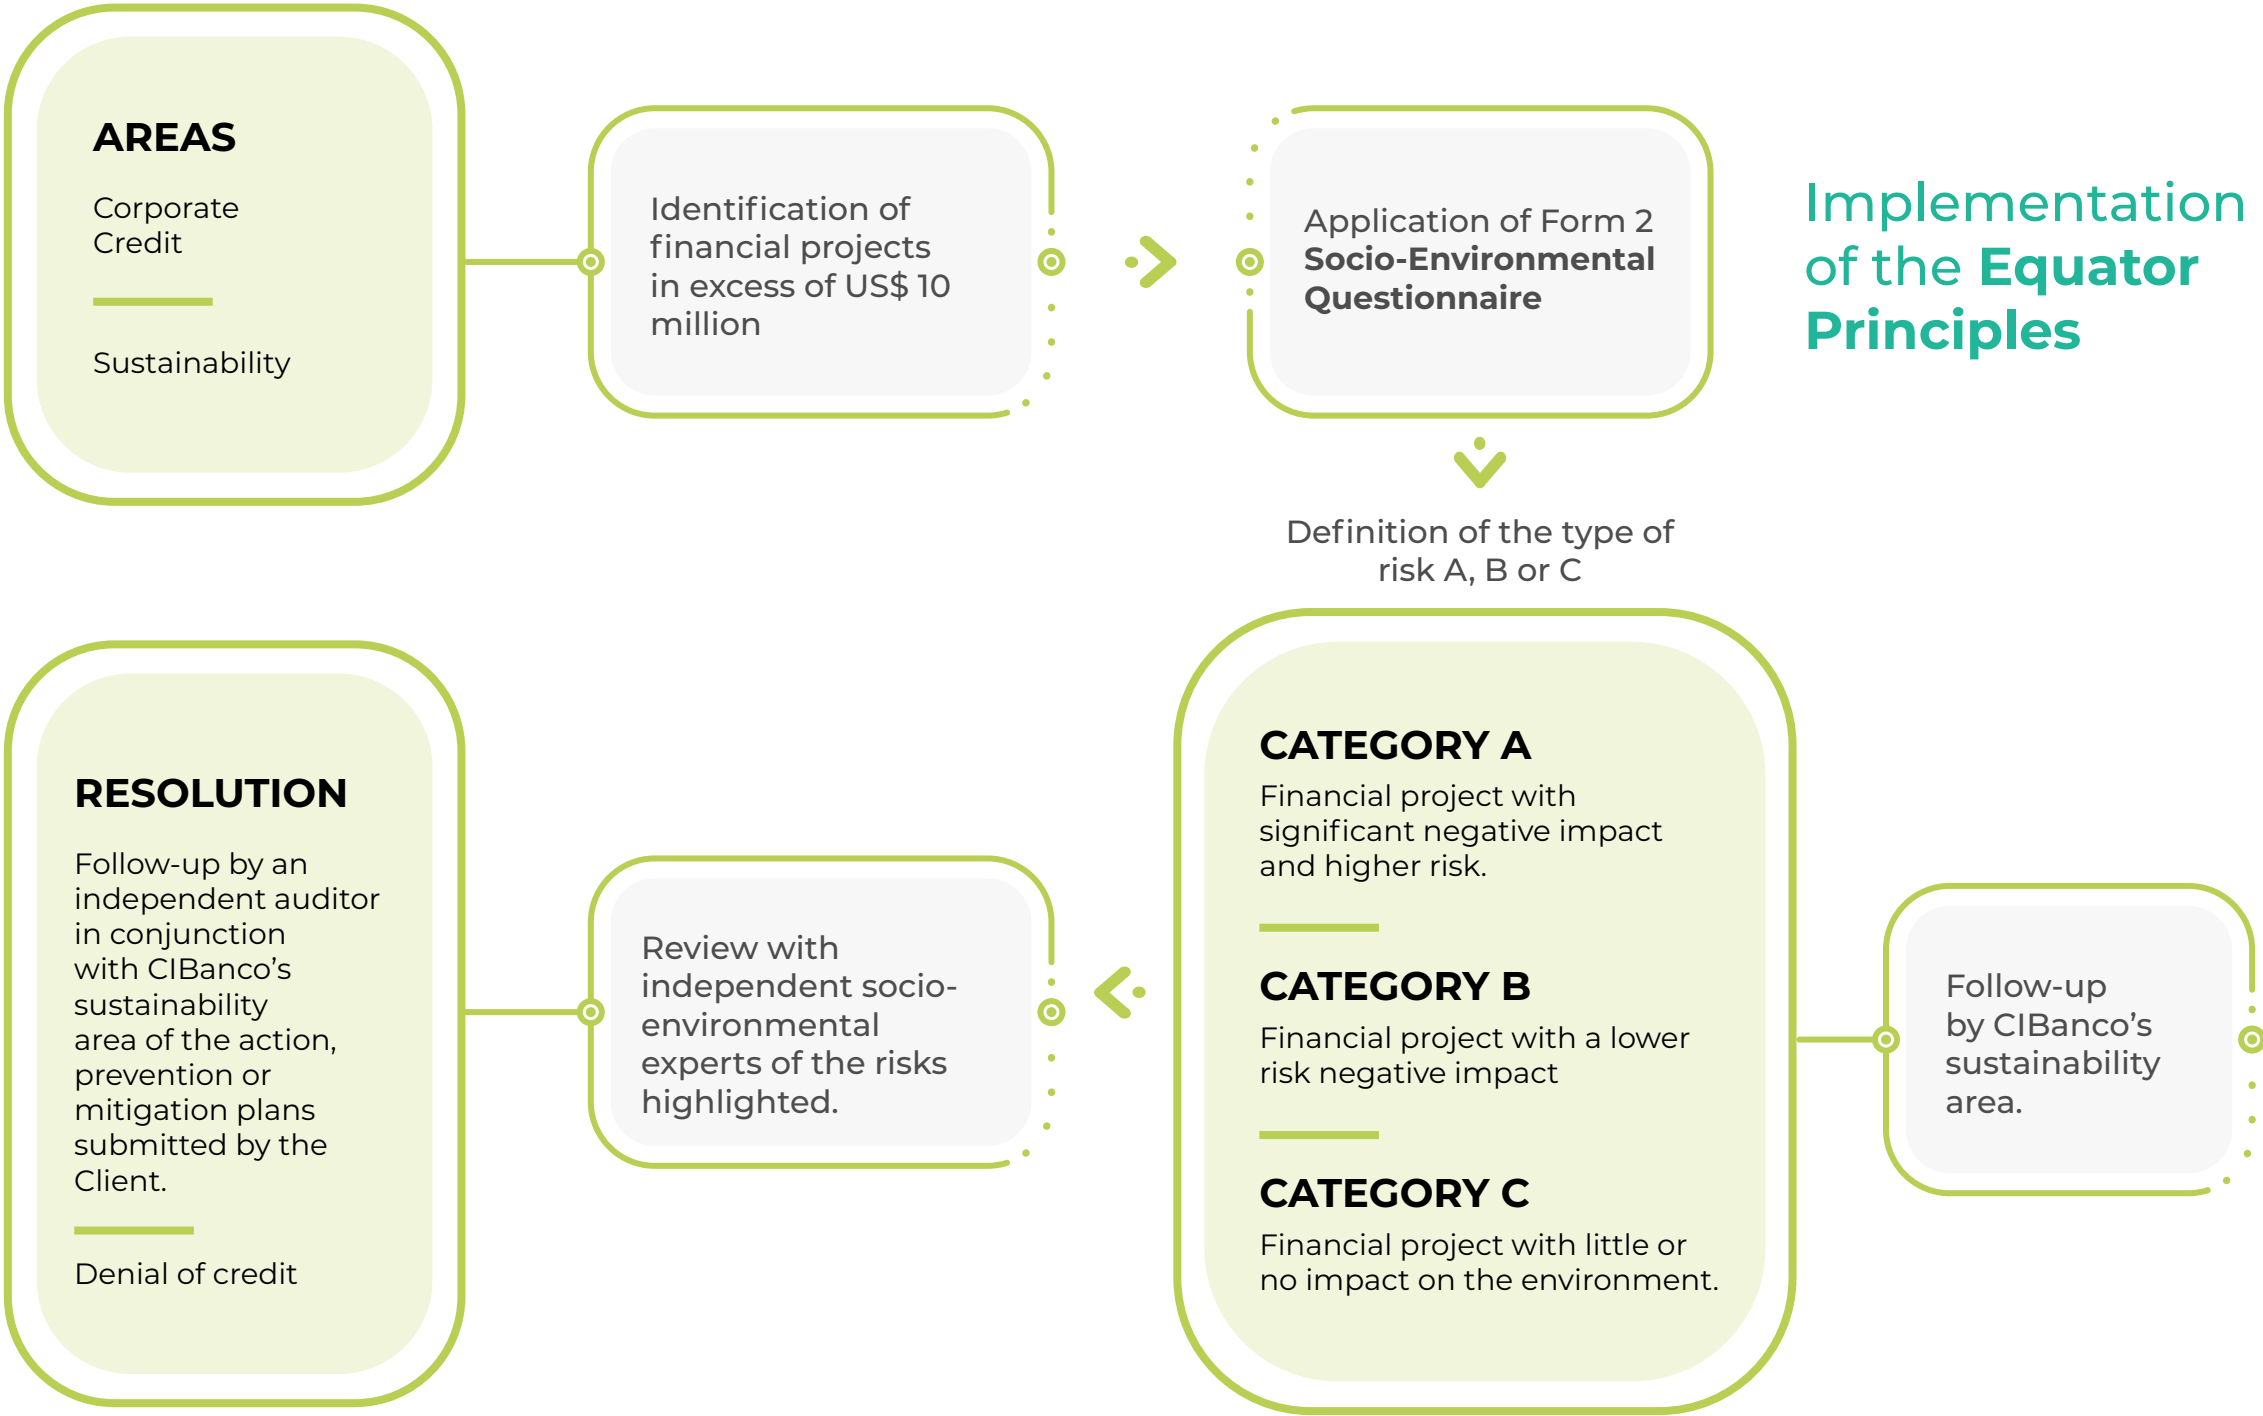 AREAS
Corporate
Credit
Sustainability
Identification of
financial projects
in excess of US$ 10
million
Application of Form 2
Socio-Environmental
Questionnaire
Implementation
of the Equator
Principles
Definition of the type of
risk A, B or C
CATEGORY A
Financial project with
significant negative impact
and higher risk.
CATEGORY B
Financial project with a lower
risk negative impact
CATEGORY C
Financial project with little or
no impact on the environment.
Follow-up
by CIBanco’s
sustainability
area.
Review with
independent socio-
environmental
experts of the risks
highlighted.
RESOLUTION
Follow-up by an
independent auditor
in conjunction
with CIBanco’s
sustainability
area of the action,
prevention or
mitigation plans
submitted by the
Client.
Denial of credit